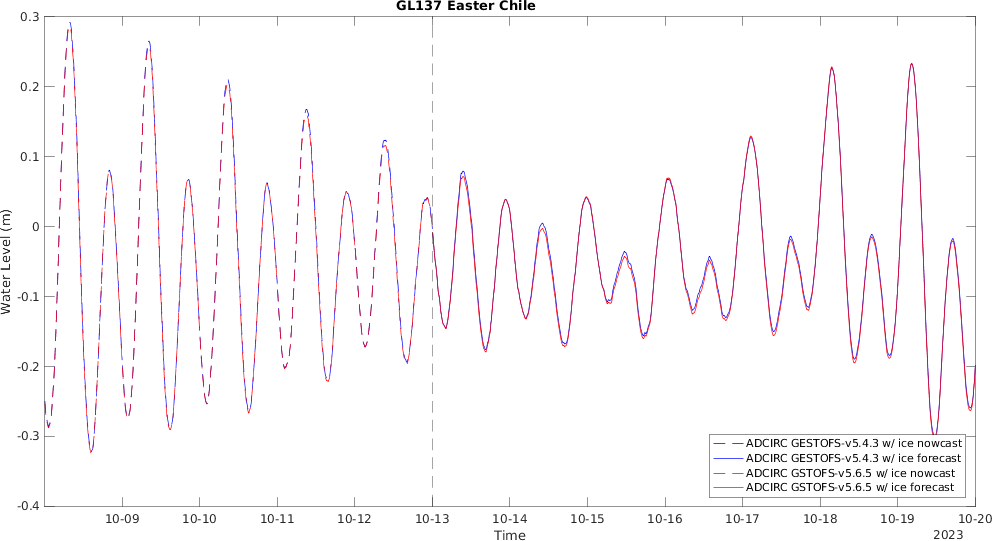 GL137 Easter Chile
0.3
0.2
0.1
0
-0.1
-0.2
-0.3
-0.4
Water Level (m)
ADCIRC GESTOFS-v5.4.3 w/ ice nowcast
ADCIRC GESTOFS-v5.4.3 w/ ice forecast
ADCIRC GSTOFS-v5.6.5 w/ ice nowcast
ADCIRC GSTOFS-v5.6.5 w/ ice forecast
10-09 10-10 10-11 10-12 10-13 10-14 10-15 10-16 10-17 10-18 10-19 10-20
Time
2023